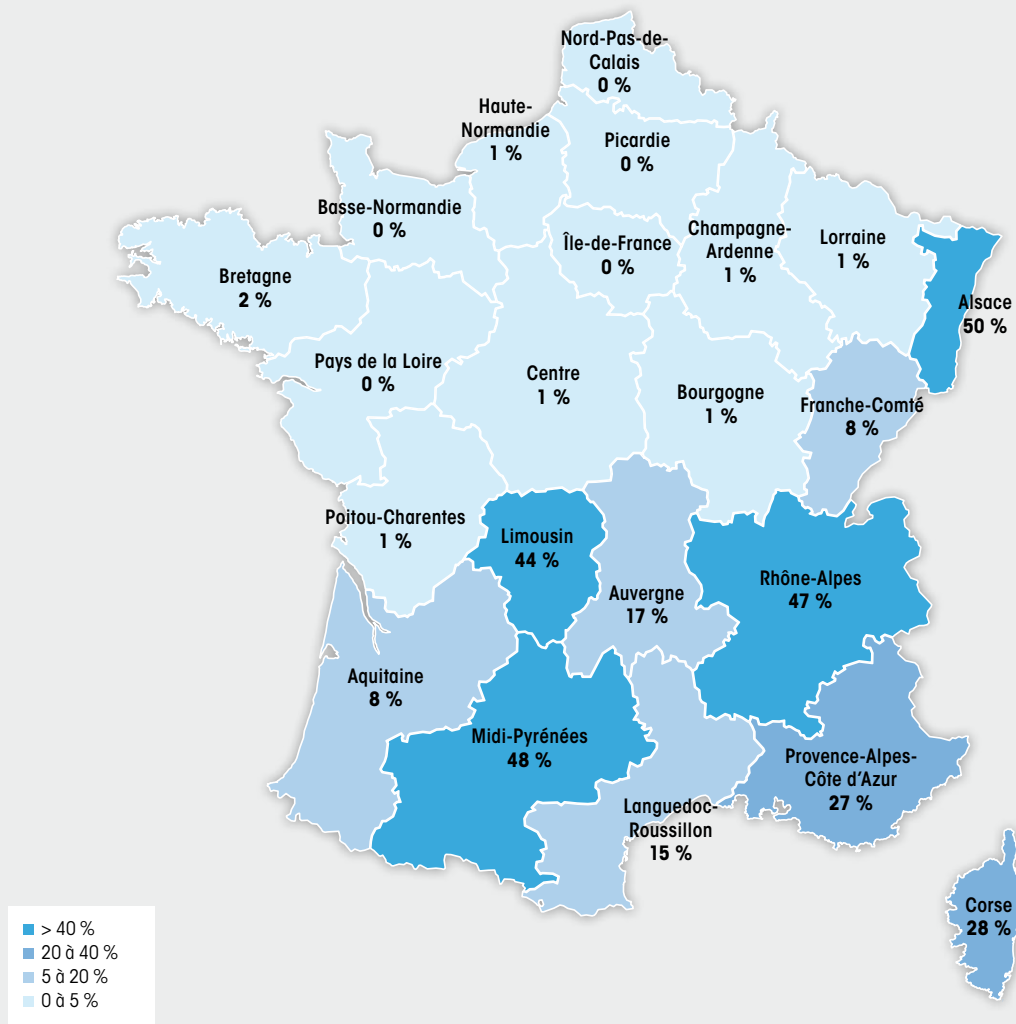 Nord-Pas-de-
Calais
0 %
Haute-
Normandie
1 %
Picardie
0 %
Basse-Normandie
0 %
Île-de-France
0 %
Champagne-
Ardenne
1 %
Lorraine
1 %
Alsace
50 %
Bretagne
2 %
Pays de la Loire
0 %
Centre
1 %
Bourgogne
1 %
Franche-Comté
8 %
Poitou-Charentes
1 %
Limousin
44 %
Auvergne
17 %
Rhône-Alpes
47 %
Aquitaine
8 %
Midi-Pyrénées
48 %
Languedoc-
Roussillon
15 %
Provence-Alpes-
Côte d'Azur
27 %
Corse
28 %
> 40 %
20 à 40 %
5 à 20 %
0 à 5 %